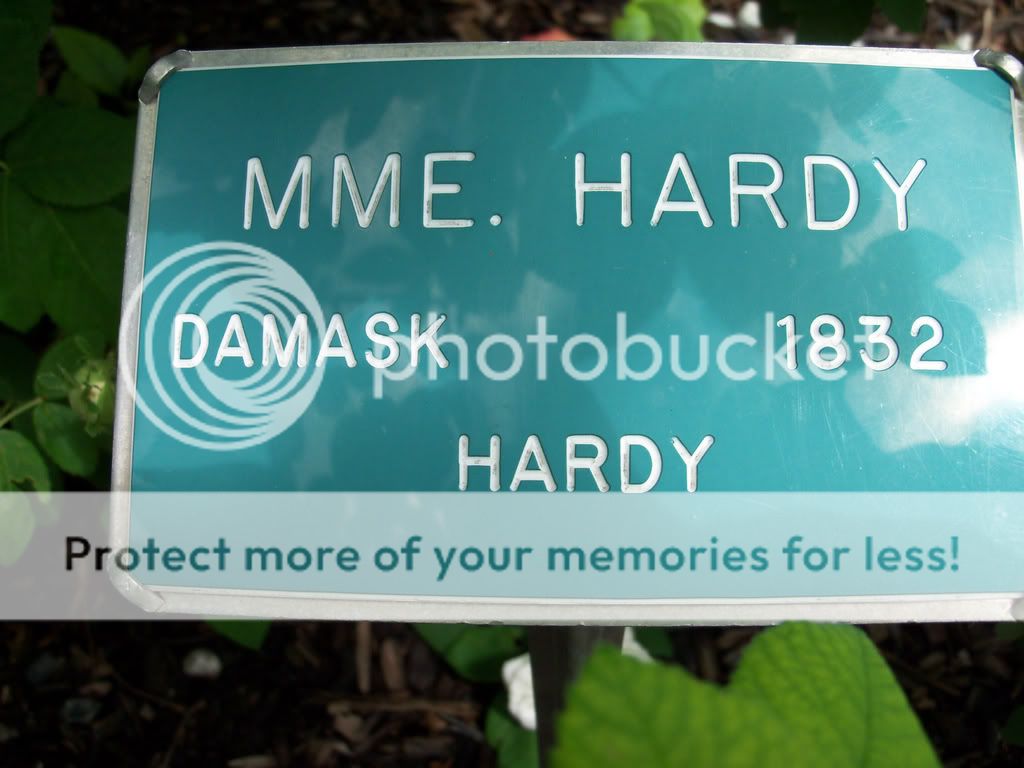 MME. HARDY
DAMASK 1832
photobucket
HARDY
Protect more of your memories for less!